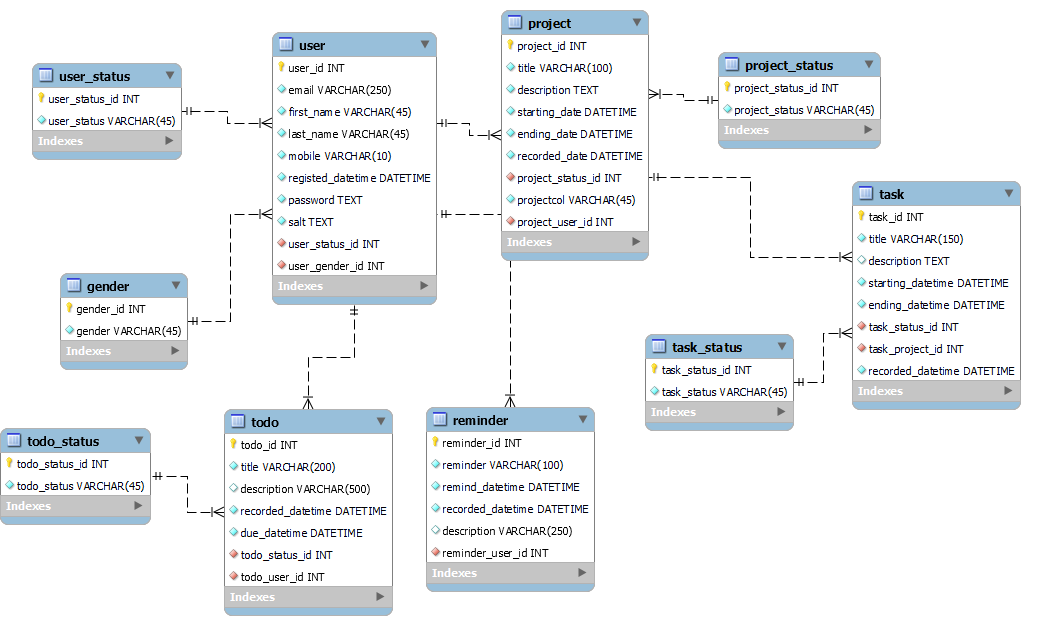 project
project_id INT
title VARCHAR(100)
description TEXT
starting_date DATETIME
ending_date DATETIME
recorded_date DATETIME
project_status_id INT
projectcol VARCHAR(45)
project_user_id INT
Indexes
user
user_id INT
email VARCHAR(250)
first_name VARCHAR(45)
last_name VARCHAR(45)
mobile VARCHAR(10)
registed_datetime DATETIME
password TEXT
salt TEXT
user_status_id INT
user_gender_id INT
Indexes
user_status
user_status_id INT
user_status VARCHAR(45)
Indexes
project_status
project_status_id INT
project_status VARCHAR(45)
Indexes
task
task_id INT
title VARCHAR(150)
description TEXT
starting_datetime DATETIME
ending_datetime DATETIME
task_status_id INT
task_project_id INT
recorded_datetime DATETIME
Indexes
gender
gender_id INT
gender VARCHAR(45)
Indexes
task_status
task_status_id INT
task_status VARCHAR(45)
Indexes
todo_status
todo_status_id INT
todo_status VARCHAR(45)
Indexes
todo
todo_id INT
title VARCHAR(200)
description VARCHAR(500)
recorded_datetime DATETIME
due_datetime DATETIME
todo_status_id INT
todo_user_id INT
Indexes
reminder
reminder_id INT
reminder VARCHAR(100)
remind_datetime DATETIME
recorded_datetime DATETIME
description VARCHAR(250)
reminder_user_id INT
Indexes